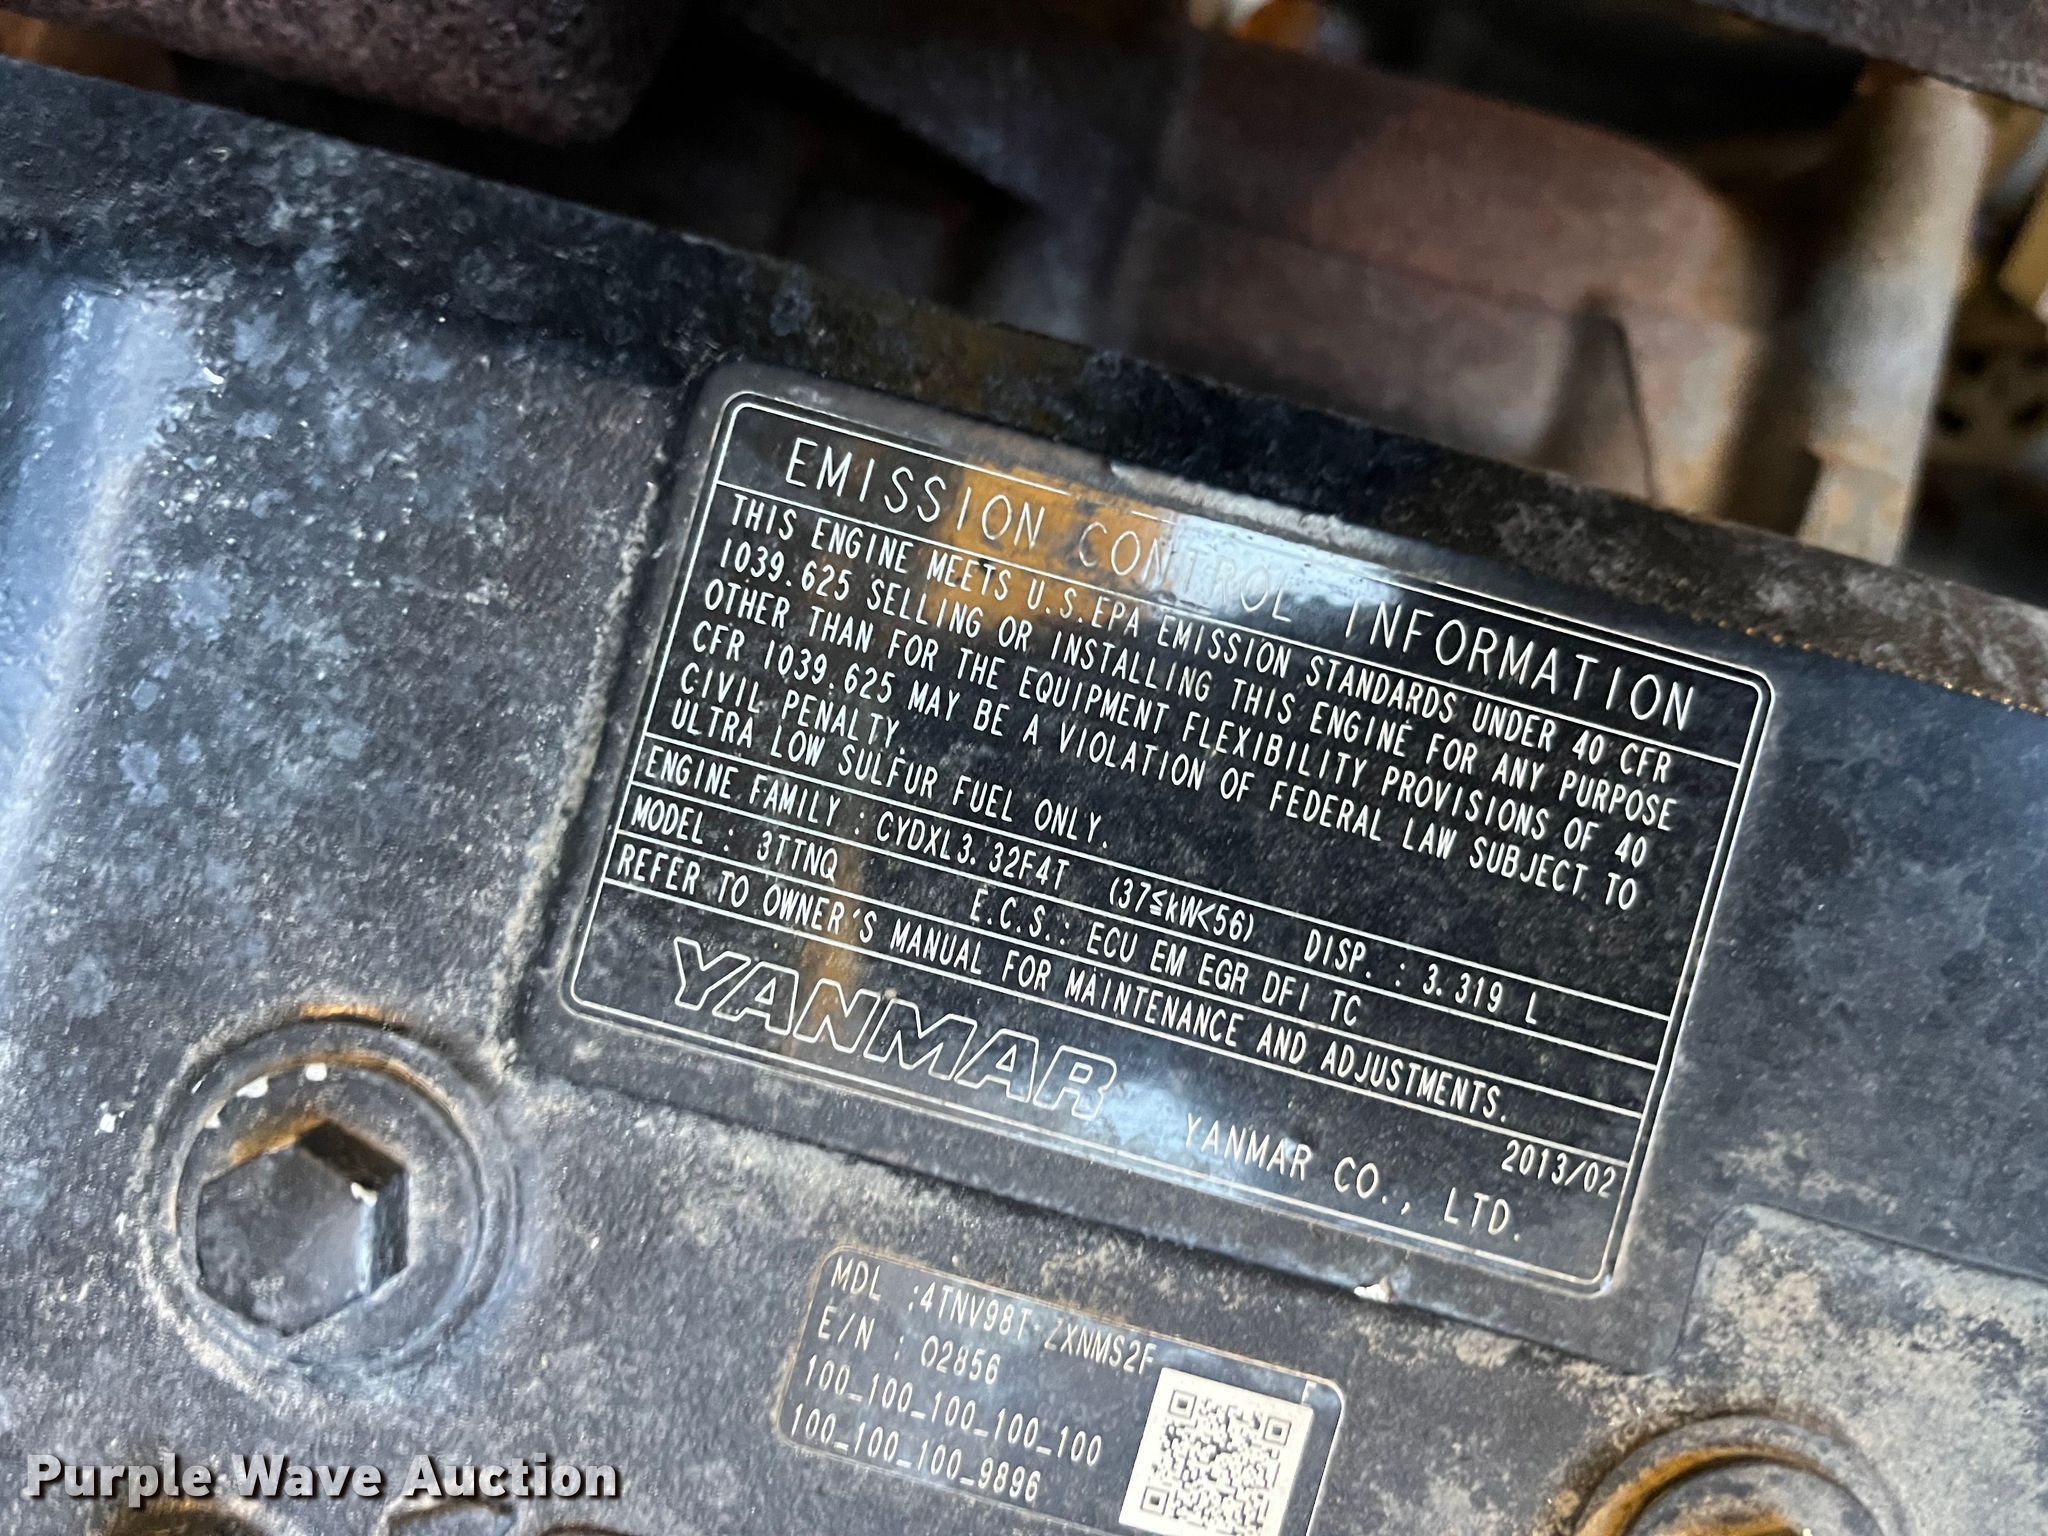 EMISSION CONTROL INFORMATION
THIS ENGINE MEETS U.S.EPA EMISSION STANDARDS UNDER 40 CFR
1039.625 SELLING OR INSTALLING THIS ENGINE FOR ANY PURPOSE
OTHER THAN FOR THE EQUIPMENT FLEXIBILITY PROVISIONS OF 40
CFR 1039.625 MAY BE A VIOLATION OF FEDERAL LAW SUBJECT TO
CIVIL PENALTY.
ULTRA LOW SULFUR FUEL ONLY.
ENGINE FAMILY : CYDXL3.32F4T (37≦kW<56) DISP. : 3.319 L
MODEL : 3TTNQ E.C.S.: ECU EM EGR DFI TC
REFER TO OWNER'S MANUAL FOR MAINTENANCE AND ADJUSTMENTS.
2013/02
YANMAR YANMAR CO., LTD.
MDL :4TNV98T-ZXNMS2F
E/N : 02856
100_100_100_100_100
100_100_100_9896
Purple Wave Auction